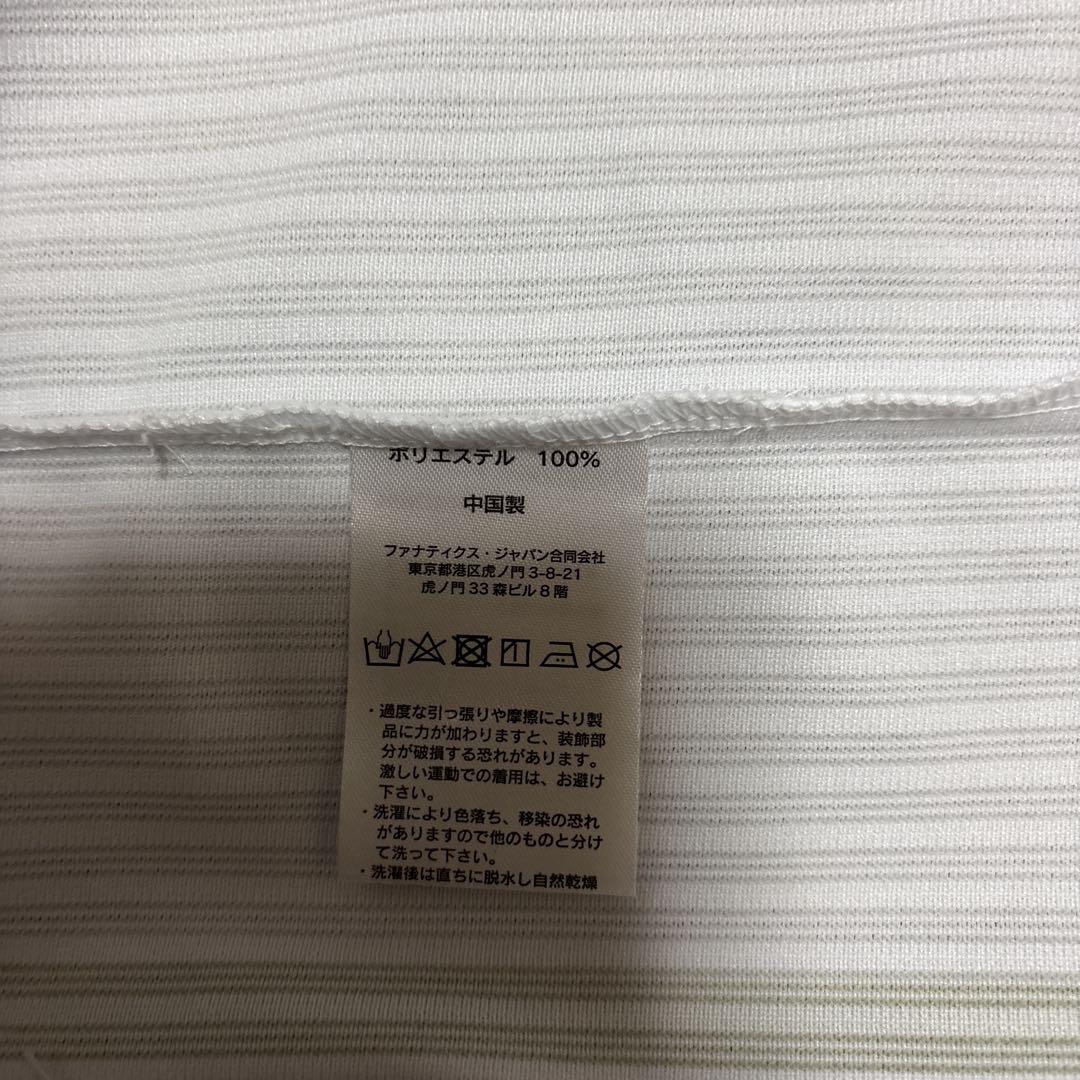 ポリエステル 100%
中国製
ファナティクス・ジャパン合同会社
東京都港区虎ノ門3-8-21
虎ノ門33森ビル8階
・過度な引っ張りや摩擦により製
品に力が加わりますと、装飾部
分が破損する恐れがあります。
激しい運動での着用は、お避け
下さい。
・洗濯により色落ち、移染の恐れ
がありますので他のものと分け
て洗って下さい。
・洗濯後は直ちに脱水し自然乾燥